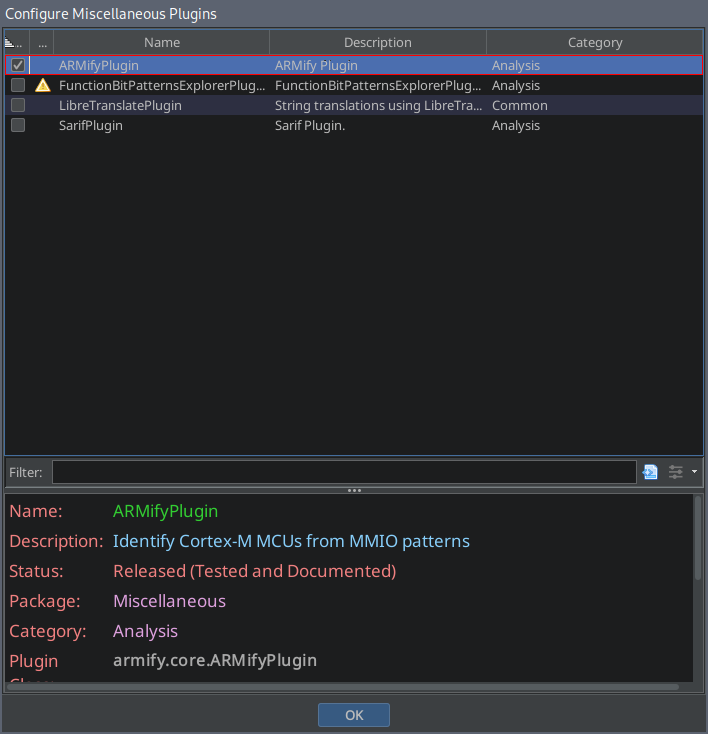 Configure Miscellaneous Plugins
... ... Name Description Category
ARMifyPlugin ARMify Plugin Analysis
FunctionBitPatternsExplorerPlug... FunctionBitPatternsExplorerPlug... Analysis
LibreTranslatePlugin String translations using LibreTra... Common
SarifPlugin Sarif Plugin. Analysis
Filter:
Name: ARMifyPlugin
Description: Identify Cortex-M MCUs from MMIO patterns
Status: Released (Tested and Documented)
Package: Miscellaneous
Category: Analysis
Plugin armify.core.ARMifyPlugin
OK